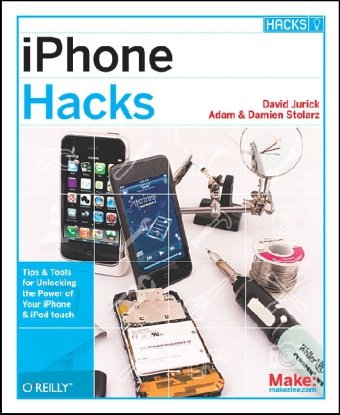 HACKS
iPhone
Hacks
David Jurick
Adam & Damien Stolarz
Tips & Tools
for Unlocking
the Power of
Your iPhone
& iPod touch
O REILLY®
Make:
makezine.com
Weller